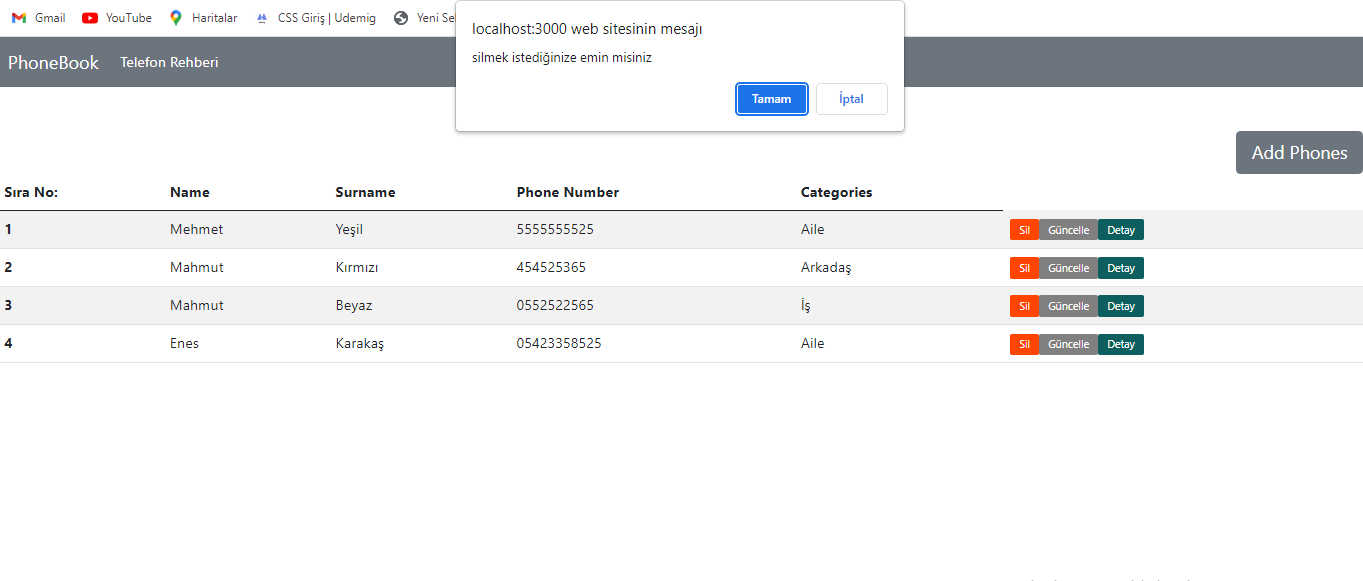 Gmail YouTube Haritalar CSS Giriş | Udemig Yeni Se
localhost:3000 web sitesinin mesajı
silmek istediğinize emin misiniz
Tamam İptal
PhoneBook Telefon Rehberi
Add Phones
Sıra No: Name Surname Phone Number Categories
1 Mehmet Yeşil 5555555525 Aile Sil Güncelle Detay
2 Mahmut Kırmızı 454525365 Arkadaş Sil Güncelle Detay
3 Mahmut Beyaz 0552522565 İş Sil Güncelle Detay
4 Enes Karakaş 05423358525 Aile Sil Güncelle Detay